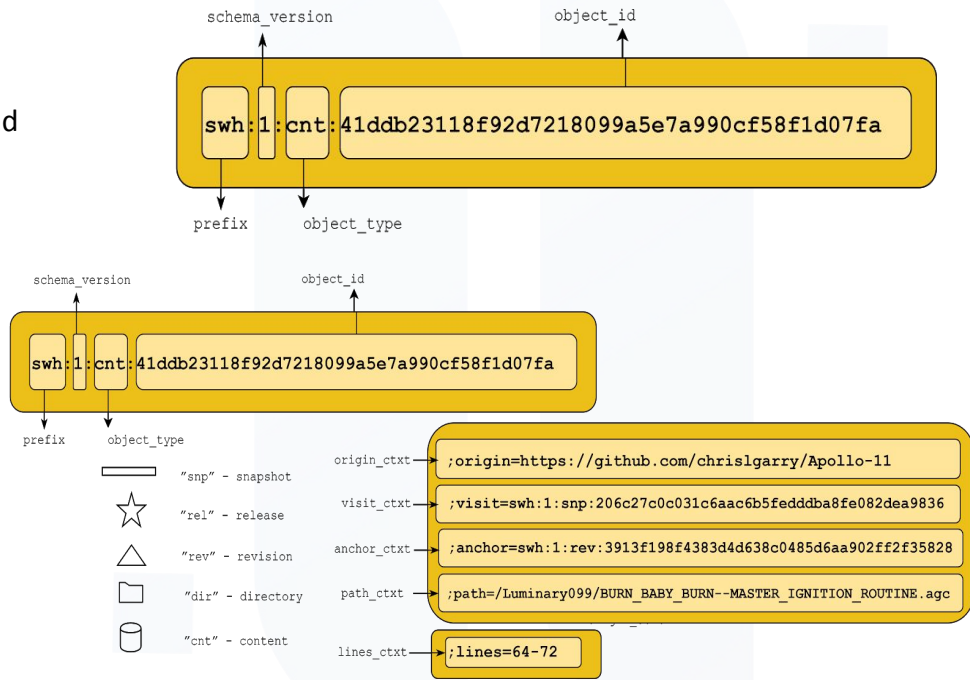 schema_version
object_id
d
swh:1:cnt:41ddb23118f92d7218099a5e7a990cf58f1d07fa
prefix
object_type
schema_version
object_id
swh:1:cnt:41ddb23118f92d7218099a5e7a990cf58f1d07fa
prefix
object_type
"snp" - snapshot
"rel" - release
"rev" - revision
"dir" - directory
"cnt" - content
origin_ctxt
;origin=https://github.com/chrislgarry/Apollo-11
visit_ctxt
;visit=swh:1:snp:206c27c0c031c6aac6b5fedddba8fe082dea9836
anchor_ctxt
;anchor=swh:1:rev:3913f198f4383d4d638c0485d6aa902ff2f35828
path_ctxt
;path=/Luminary099/BURN_BABY_BURN--MASTER_IGNITION_ROUTINE.agc
lines_ctxt
;lines=64-72